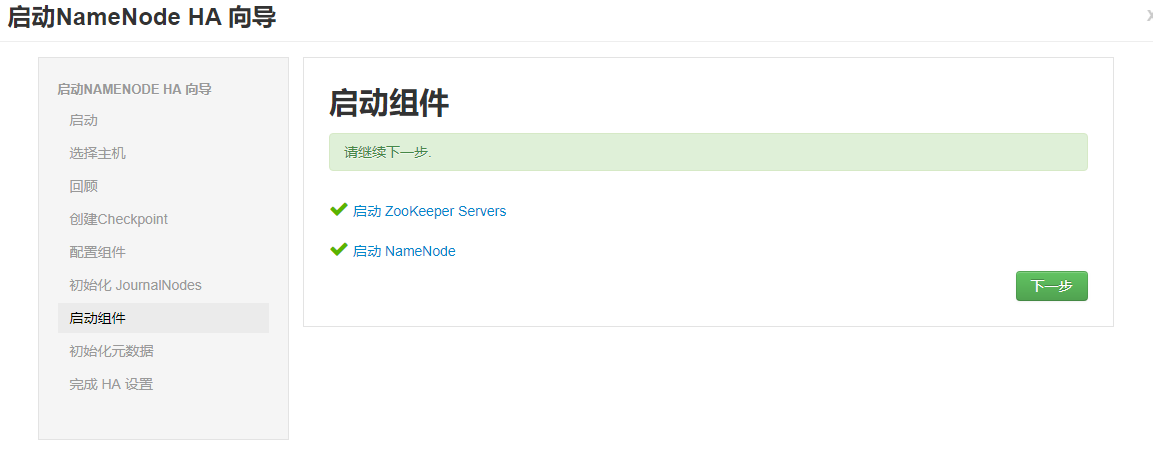 启动NameNode HA 向导
x
启动NAMENODE HA 向导
启动
选择主机
回顾
创建Checkpoint
配置组件
初始化 JournalNodes
启动组件
初始化元数据
完成 HA 设置
启动组件
请继续下一步.
启动 ZooKeeper Servers
启动 NameNode
下一步